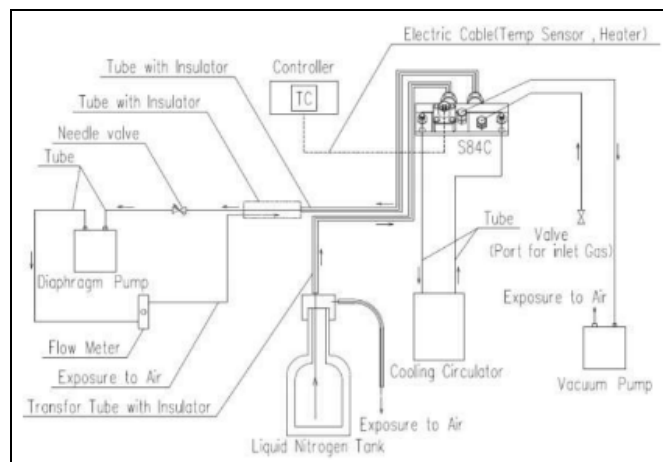 Electric Cable(Temp Sensor , Heater)
Tube with Insulator
Controller
TC
Tube with Insulator
Needle valve
Tube
S84C
Tube
Valve
(Port for inlet Gas)
Diaphragm Pump
Exposure to Air
Flow Meter
Cooling Circulator
Vacuum Pump
Exposure to Air
Transfor Tube with Insulator
Exposure to Air
Liquid Nitrogen Tank